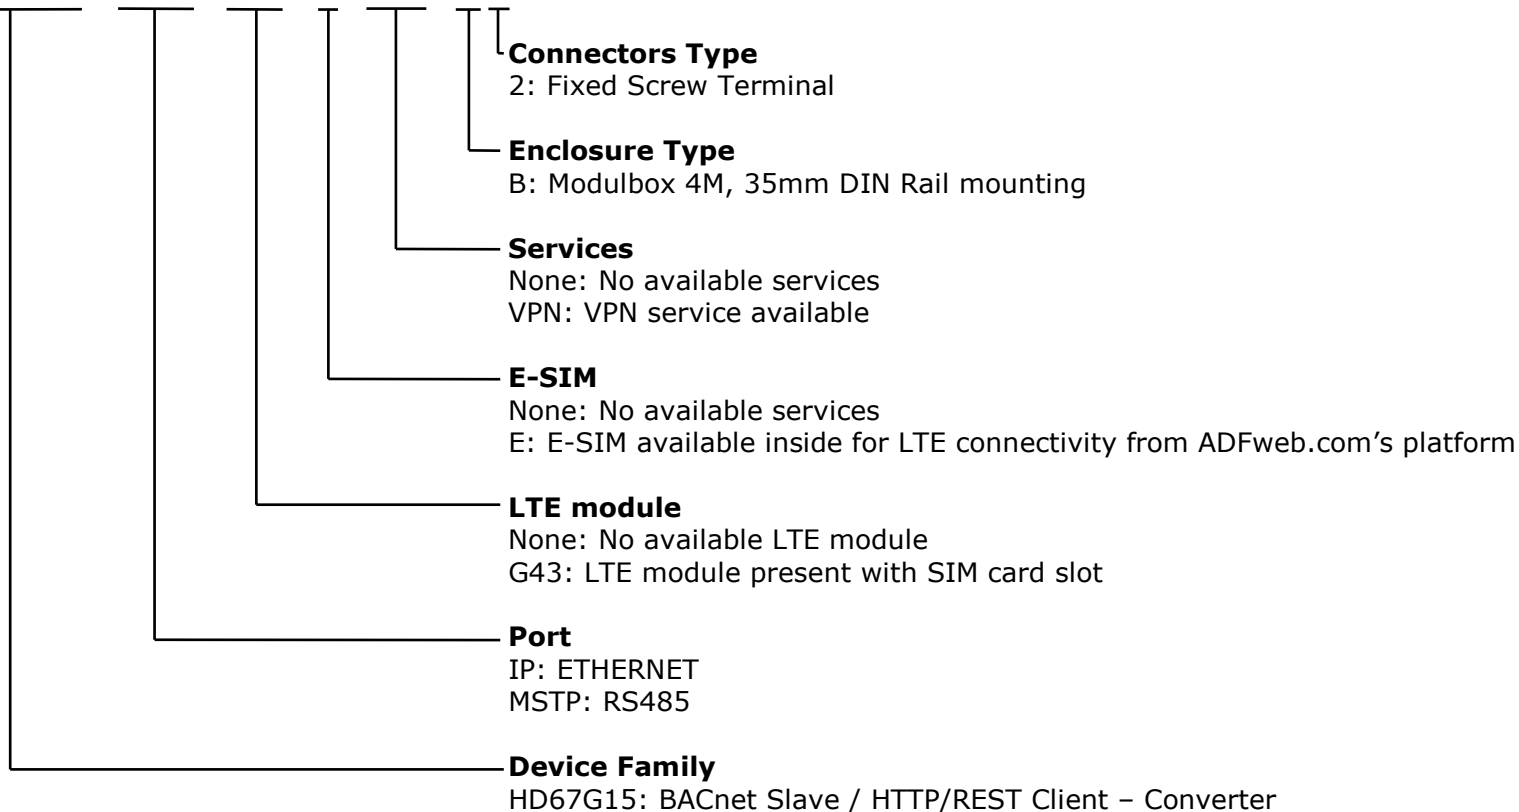 Connectors Type
2: Fixed Screw Terminal
Enclosure Type
B: Modulbox 4M, 35mm DIN Rail mounting
Services
None: No available services
VPN: VPN service available
E-SIM
None: No available services
E: E-SIM available inside for LTE connectivity from ADFweb.com’s platform
LTE module
None: No available LTE module
G43: LTE module present with SIM card slot
Port
IP: ETHERNET
MSTP: RS485
Device Family
HD67G15: BACnet Slave / HTTP/REST Client – Converter